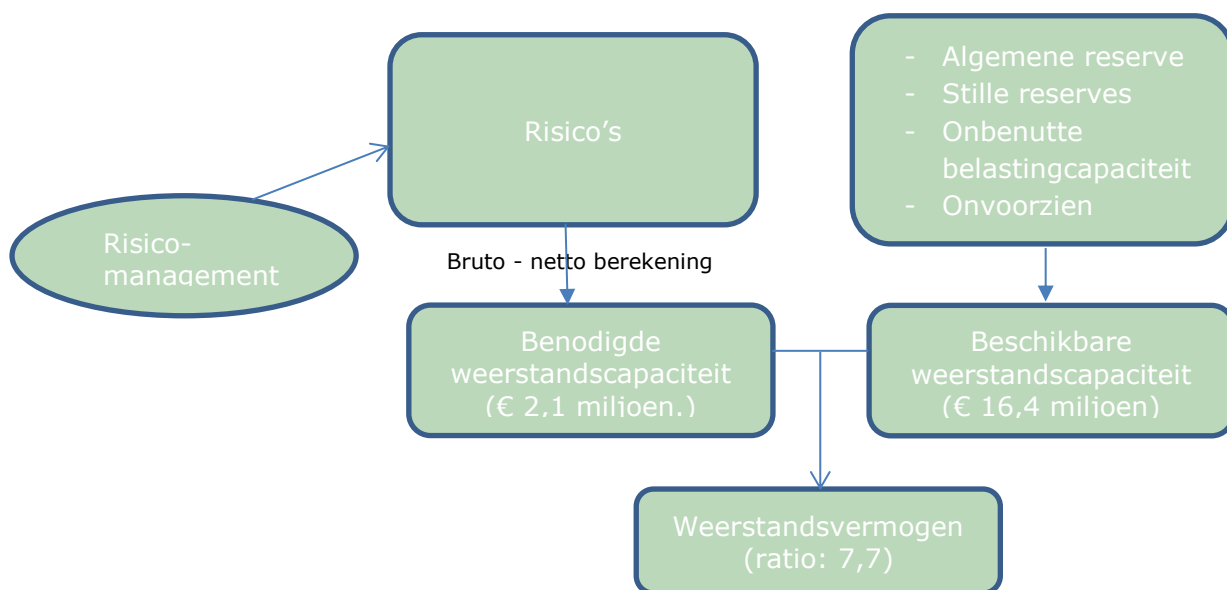 Risico's
- Algemene reserve
- Stille reserves
- Onbenutte
belastingcapaciteit
- Onvoorzien
Risico-
management
Bruto - netto berekening
Benodigde
weerstandscapaciteit
(€ 2,1 miljoen.)
Beschikbare
weerstandscapaciteit
(€ 16,4 miljoen)
Weerstandsvermogen
(ratio: 7,7)